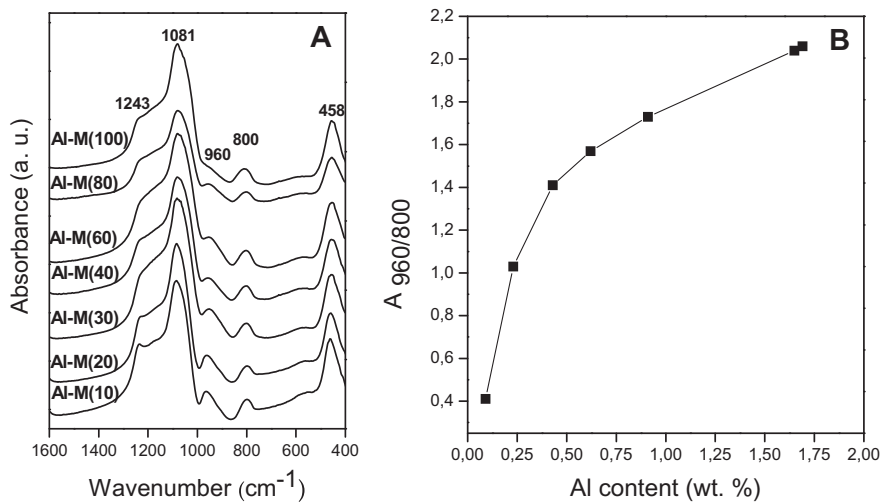 A
1081
1243
960
800
458
Al-M(100)
Al-M(80)
Al-M(60)
Al-M(40)
Al-M(30)
Al-M(20)
Al-M(10)
Absorbance (a. u.)
1600 1400 1200 1000 800 600 400
Wavenumber (cm-1)
B
2,2
2,0
1,8
1,6
1,4
1,2
1,0
0,8
0,6
0,4
A 960/800
0,00 0,25 0,50 0,75 1,00 1,25 1,50 1,75 2,00
Al content (wt. %)